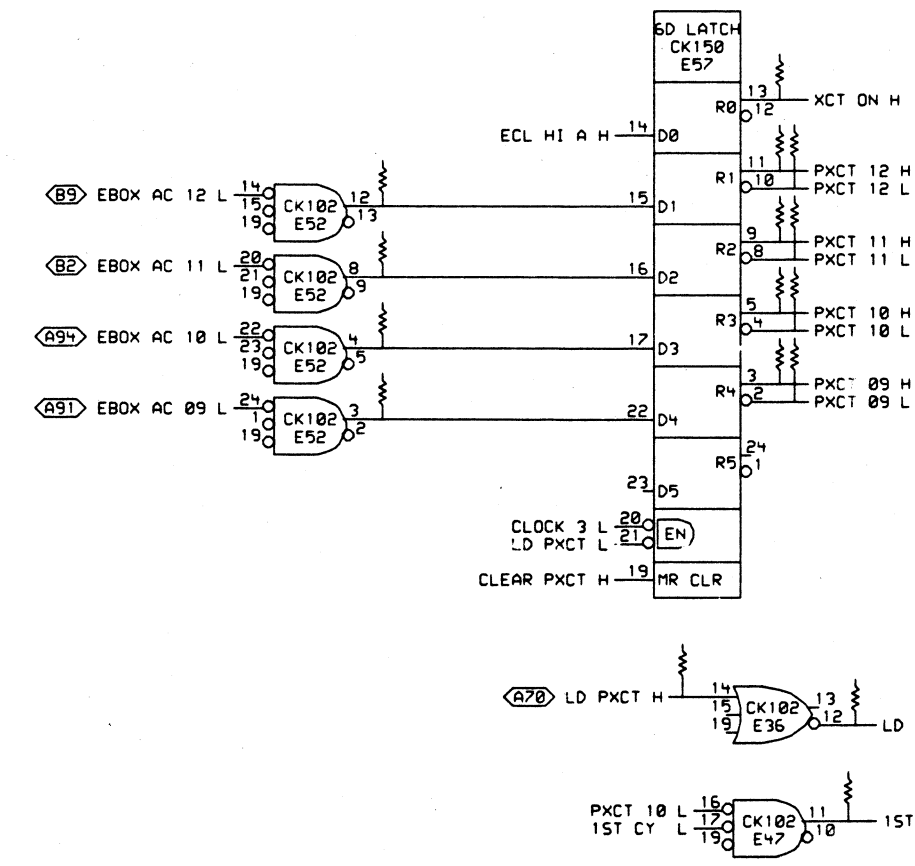 6D LATCH
CK150
E57
R0 13 XCT ON H
12
ECL HI A H 14 D0
R1 11 PXCT 12 H
10 PXCT 12 L
B9 EBOX AC 12 L 14 CK102 12 15 D1
15 E52 13
19
R2 9 PXCT 11 H
8 PXCT 11 L
B2 EBOX AC 11 L 20 CK102 8 16 D2
21 E52 9
19
R3 5 PXCT 10 H
4 PXCT 10 L
A94 EBOX AC 10 L 22 CK102 4 17 D3
23 E52 5
19
R4 3 PXCT 09 H
2 PXCT 09 L
A91 EBOX AC 09 L 24 CK102 3 22 D4
1 E52 2
19
R5 24
1
23 D5
CLOCK 3 L 20 EN
LD PXCT L 21
CLEAR PXCT H 19 MR CLR
A70 LD PXCT H 14 CK102 13
15 E36 12 LD
19
PXCT 10 L 16 CK102 11 1ST
1ST CY L 17 E47 10
19